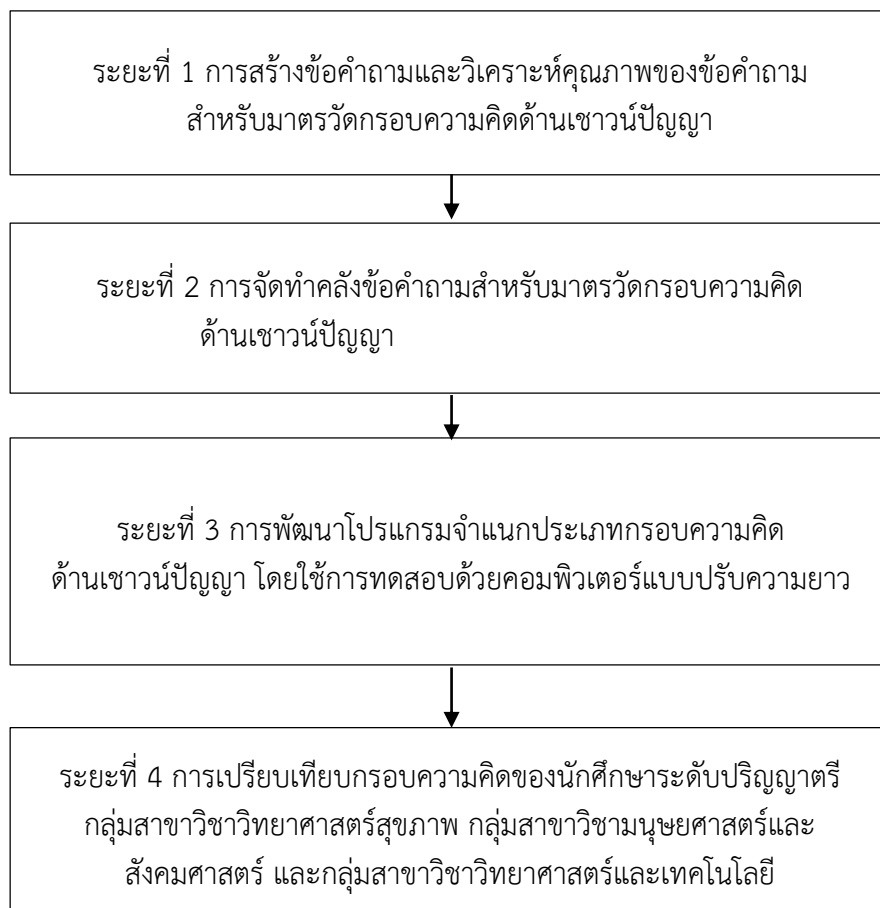 ระยะที่ 1 การสร้างข้อคำถามและวิเคราะห์คุณภาพของข้อคำถาม
สำหรับมาตรวัดกรอบความคิดด้านเชาวน์ปัญญา
ระยะที่ 2 การจัดทำคลังข้อคำถามสำหรับมาตรวัดกรอบความคิด
ด้านเชาวน์ปัญญา
ระยะที่ 3 การพัฒนาโปรแกรมจำแนกประเภทกรอบความคิด
ด้านเชาวน์ปัญญา โดยใช้การทดสอบด้วยคอมพิวเตอร์แบบปรับความยาว
ระยะที่ 4 การเปรียบเทียบกรอบความคิดของนักศึกษาระดับปริญญาตรี
กลุ่มสาขาวิชาวิทยาศาสตร์สุขภาพ กลุ่มสาขาวิชามนุษยศาสตร์และ
สังคมศาสตร์ และกลุ่มสาขาวิชาวิทยาศาสตร์และเทคโนโลยี